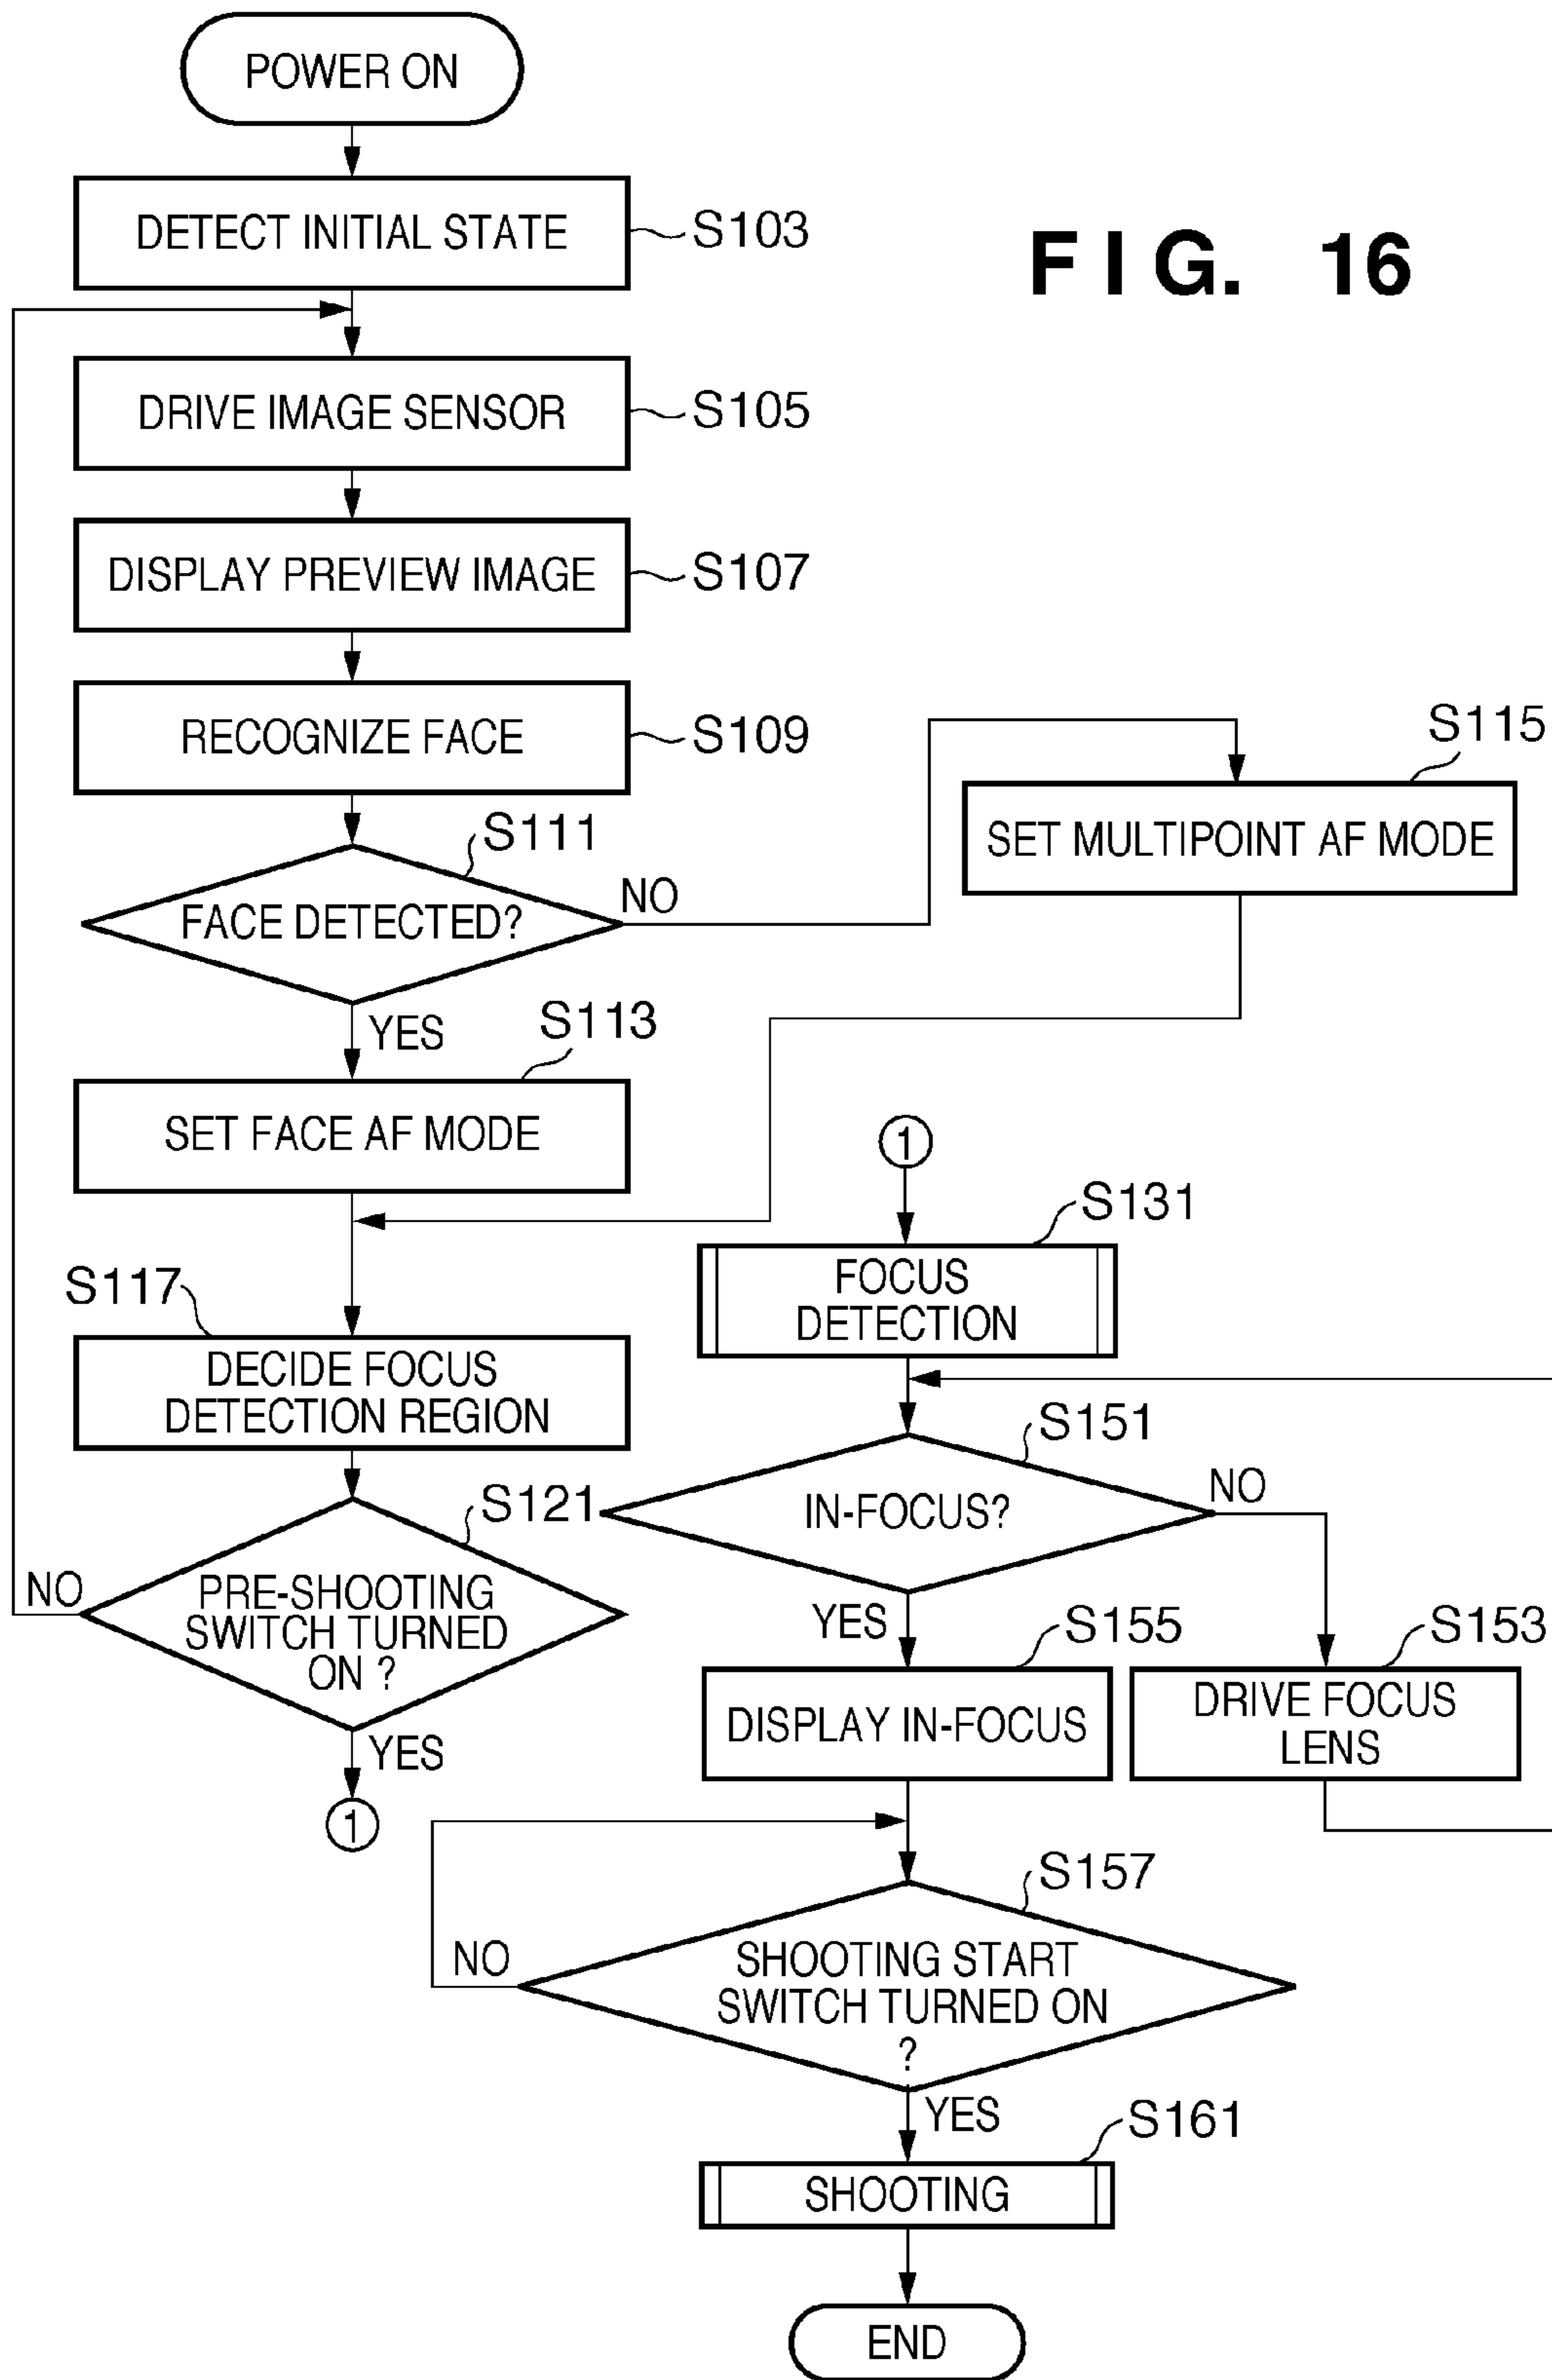 POWER ON
DETECT INITIAL STATE
S103
FIG. 16
DRIVE IMAGE SENSOR
S105
DISPLAY PREVIEW IMAGE
S107
RECOGNIZE FACE
S109
S111
FACE DETECTED?
NO
S115
SET MULTIPOINT AF MODE
YES
S113
SET FACE AF MODE
S117
DECIDE FOCUS
DETECTION REGION
S121
PRE-SHOOTING
SWITCH TURNED
ON ?
NO
YES
1
1
S131
FOCUS
DETECTION
S151
IN-FOCUS?
NO
YES
S155
DISPLAY IN-FOCUS
S153
DRIVE FOCUS
LENS
S157
SHOOTING START
SWITCH TURNED ON
?
NO
YES
S161
SHOOTING
END